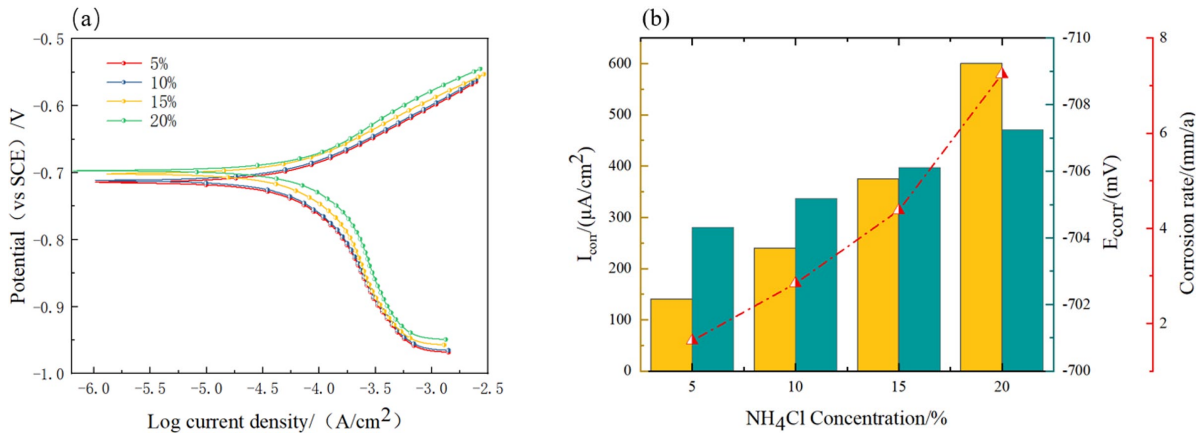 (a)
-0.5
-0.6
-0.7
-0.8
-0.9
-1.0
Potential (vs SCE) /V
5%
10%
15%
20%
-6.0 -5.5 -5.0 -4.5 -4.0 -3.5 -3.0 -2.5
Log current density/ (A/cm2)
(b)
600
500
400
300
200
100
0
Icorr/(μA/cm2)
5 10 15 20
NH4Cl Concentration/%
-710
-708
-706
-704
-702
-700
Ecorr/(mV)
8
6
4
2
Corrosion rate/(mm/a)